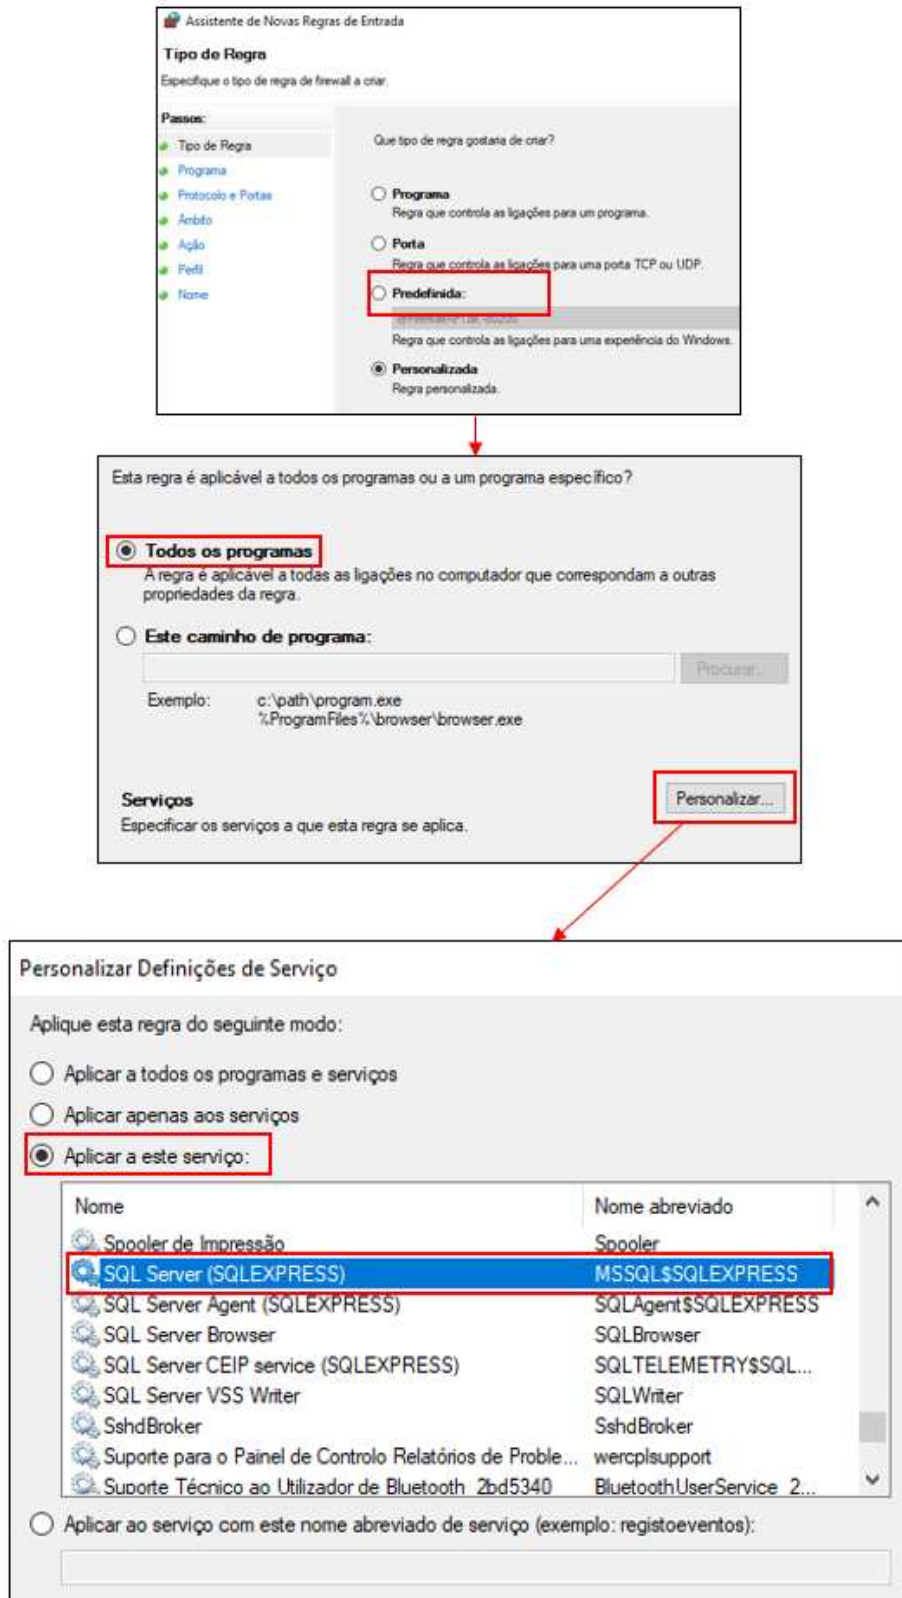 Assistente de Novas Regras de Entrada
Tipo de Regra
Especifique o tipo de regra de firewall a criar.
Passos:
Tipo de Regra
Programa
Protocolo e Portas
Âmbito
Ação
Perfil
Nome
Que tipo de regra gostaria de criar?
Programa
Regra que controla as ligações para um programa.
Porta
Regra que controla as ligações para uma porta TCP ou UDP.
Predefinida:
Regra que controla as ligações para uma experiência do Windows.
Personalizada
Regra personalizada.
Esta regra é aplicável a todos os programas ou a um programa específico?
Todos os programas
A regra é aplicável a todas as ligações no computador que correspondam a outras
propriedades da regra.
Este caminho de programa:
Procurar...
Exemplo: c:\path\program.exe
%ProgramFiles%\browser\browser.exe
Serviços
Especificar os serviços a que esta regra se aplica.
Personalizar...
Personalizar Definições de Serviço
Aplique esta regra do seguinte modo:
Aplicar a todos os programas e serviços
Aplicar apenas aos serviços
Aplicar a este serviço:
Nome Nome abreviado
Spooler de Impressão Spooler
SQL Server (SQLEXPRESS) MSSQL$SQLEXPRESS
SQL Server Agent (SQLEXPRESS) SQLAgent$SQLEXPRESS
SQL Server Browser SQLBrowser
SQL Server CEIP service (SQLEXPRESS) SQLTELEMETRY$SQL...
SQL Server VSS Writer SQLWriter
SshdBroker SshdBroker
Suporte para o Painel de Controlo Relatórios de Proble... wercplsupport
Suporte Técnico ao Utilizador de Bluetooth_2bd5340 BluetoothUserService_2...
Aplicar ao serviço com este nome abreviado de serviço (exemplo: registoeventos):